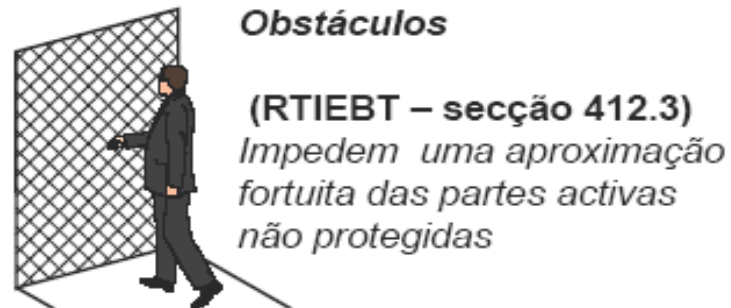 Obstáculos
(RTIEBT – secção 412.3)
Impedem uma aproximação
fortuita das partes activas
não protegidas